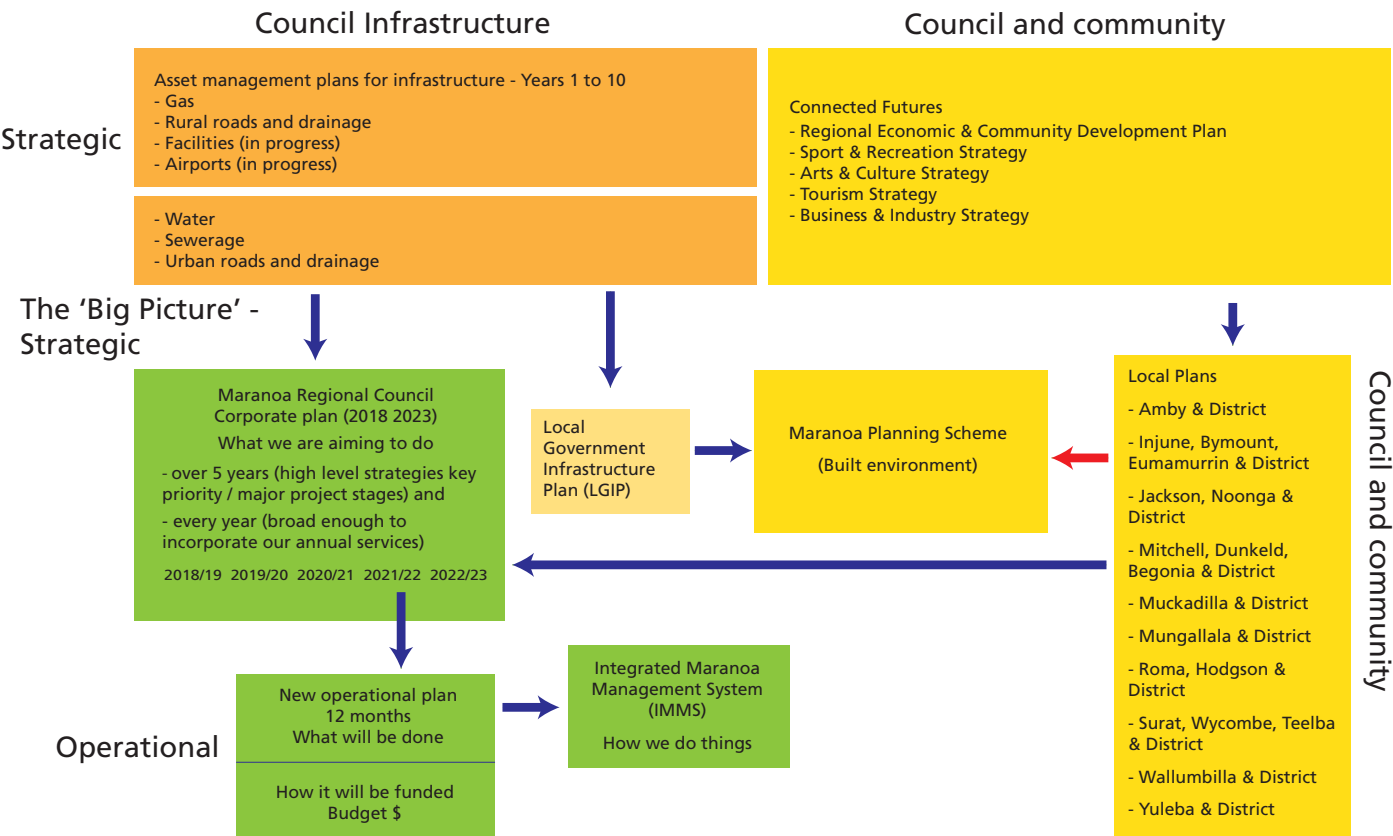 Council Infrastructure
Council and community
Strategic
Asset management plans for infrastructure - Years 1 to 10
- Gas
- Rural roads and drainage
- Facilities (in progress)
- Airports (in progress)
- Water
- Sewerage
- Urban roads and drainage
Connected Futures
- Regional Economic & Community Development Plan
- Sport & Recreation Strategy
- Arts & Culture Strategy
- Tourism Strategy
- Business & Industry Strategy
The ‘Big Picture’ -
Strategic
Maranoa Regional Council
Corporate plan (2018 2023)
What we are aiming to do
- over 5 years (high level strategies key
priority / major project stages) and
- every year (broad enough to
incorporate our annual services)
2018/19 2019/20 2020/21 2021/22 2022/23
Local
Government
Infrastructure
Plan (LGIP)
Maranoa Planning Scheme
(Built environment)
Local Plans
- Amby & District
- Injune, Bymount,
Eumamurrin & District
- Jackson, Noonga &
District
- Mitchell, Dunkeld,
Begonia & District
- Muckadilla & District
- Mungallala & District
- Roma, Hodgson &
District
- Surat, Wycombe, Teelba
& District
- Wallumbilla & District
- Yuleba & District
Council and community
Operational
New operational plan
12 months
What will be done
How it will be funded
Budget $
Integrated Maranoa
Management System
(IMMS)
How we do things